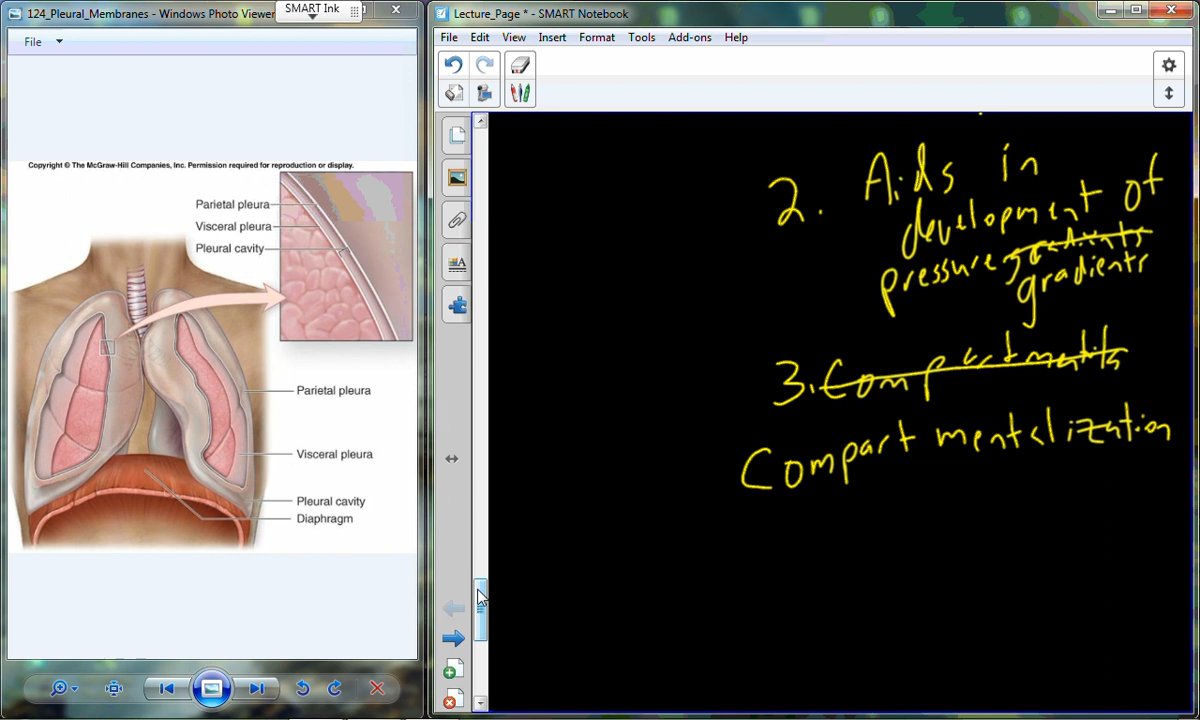 124_Pleural_Membranes - Windows Photo Viewer
SMART Ink
File
Copyright © The McGraw-Hill Companies, Inc. Permission required for reproduction or display.
Parietal pleura
Visceral pleura
Pleural cavity
Parietal pleura
Visceral pleura
Pleural cavity
Diaphragm
Lecture_Page * - SMART Notebook
File Edit View Insert Format Tools Add-ons Help
2. Aids in
development of
pressure gradients
gradients
3. Compartments
Compartmentalization